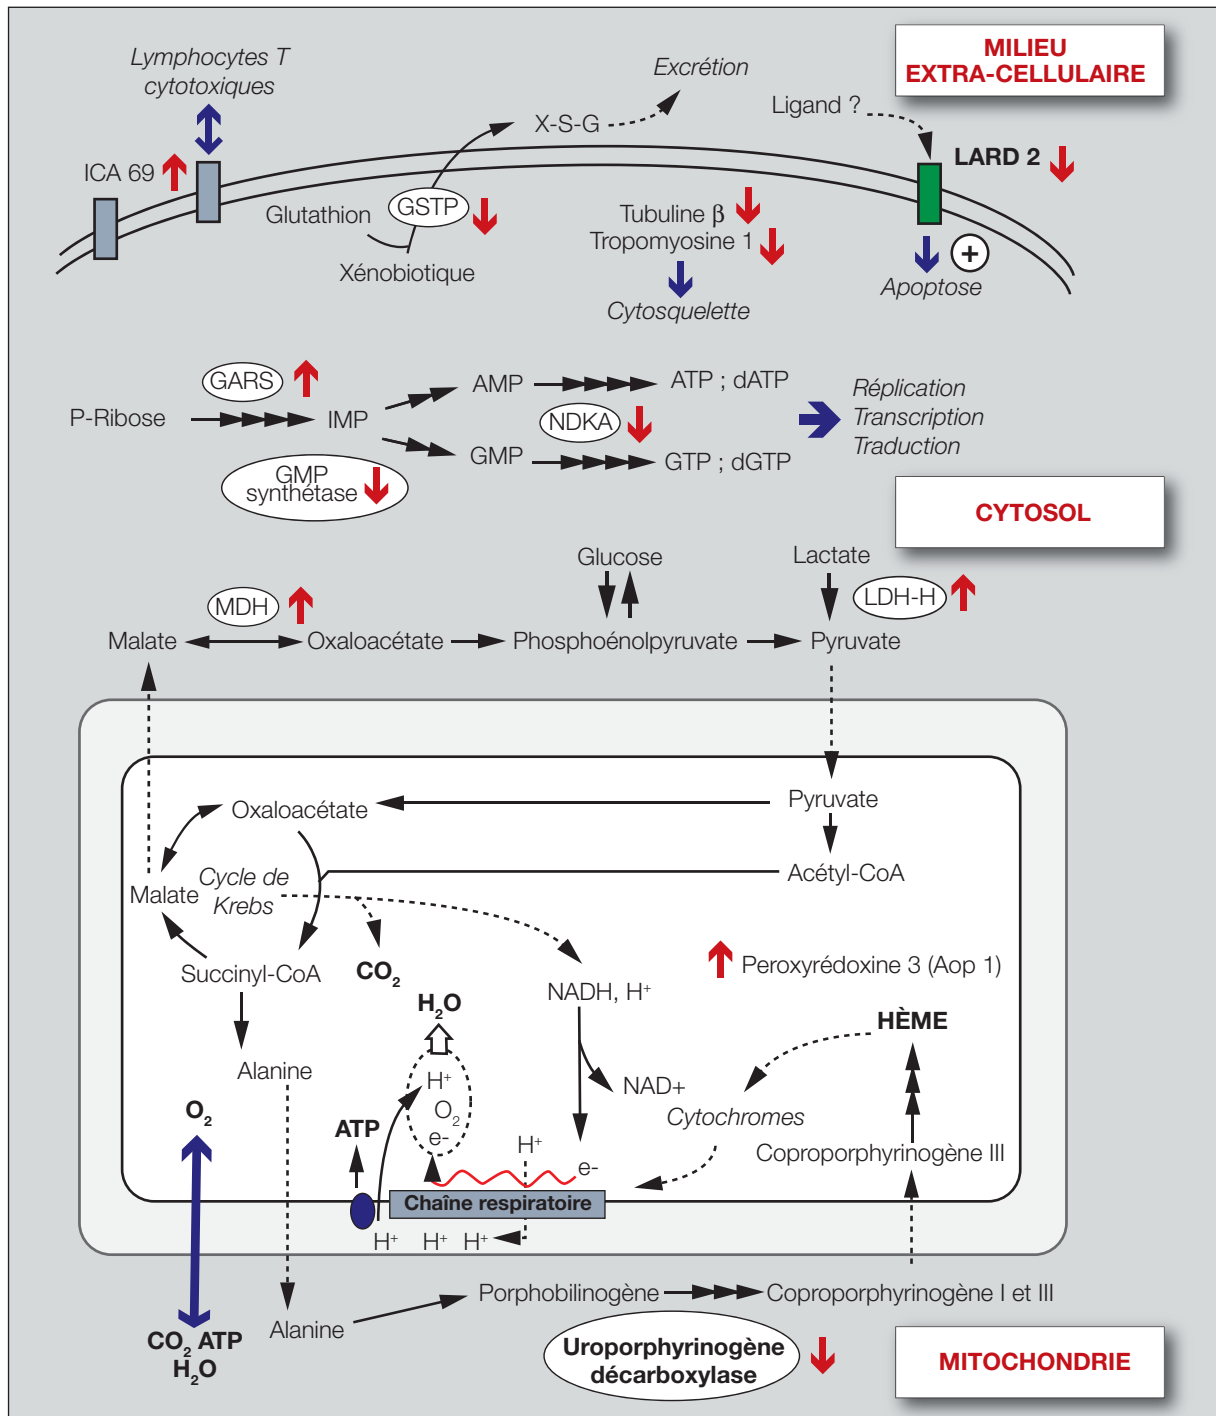 MILIEU
EXTRA-CELLULAIRE
Lymphocytes T
cytotoxiques
Excrétion
X-S-G
Ligand ?
LARD 2
ICA 69
Glutathion
GSTP
Xénobiotique
Tubuline β
Tropomyosine 1
Cytosquelette
+
Apoptose
GARS
P-Ribose
IMP
AMP
ATP ; dATP
NDKA
GMP
GTP ; dGTP
GMP
synthétase
Réplication
Transcription
Traduction
CYTOSOL
Glucose
Lactate
MDH
LDH-H
Malate
Oxaloacétate
Phosphoénolpyruvate
Pyruvate
Oxaloacétate
Pyruvate
Malate
Cycle de
Krebs
Acétyl-CoA
Succinyl-CoA
CO2
NADH, H+
Peroxyrédoxine 3 (Aop 1)
H2O
HÈME
Alanine
H+
O2
e-
NAD+
Cytochromes
O2
ATP
H+
e-
Coproporphyrinogène III
Chaîne respiratoire
H+ H+ H+
Porphobilinogène
Coproporphyrinogène I et III
Alanine
CO2 ATP
H2O
Uroporphyrinogène
décarboxylase
MITOCHONDRIE